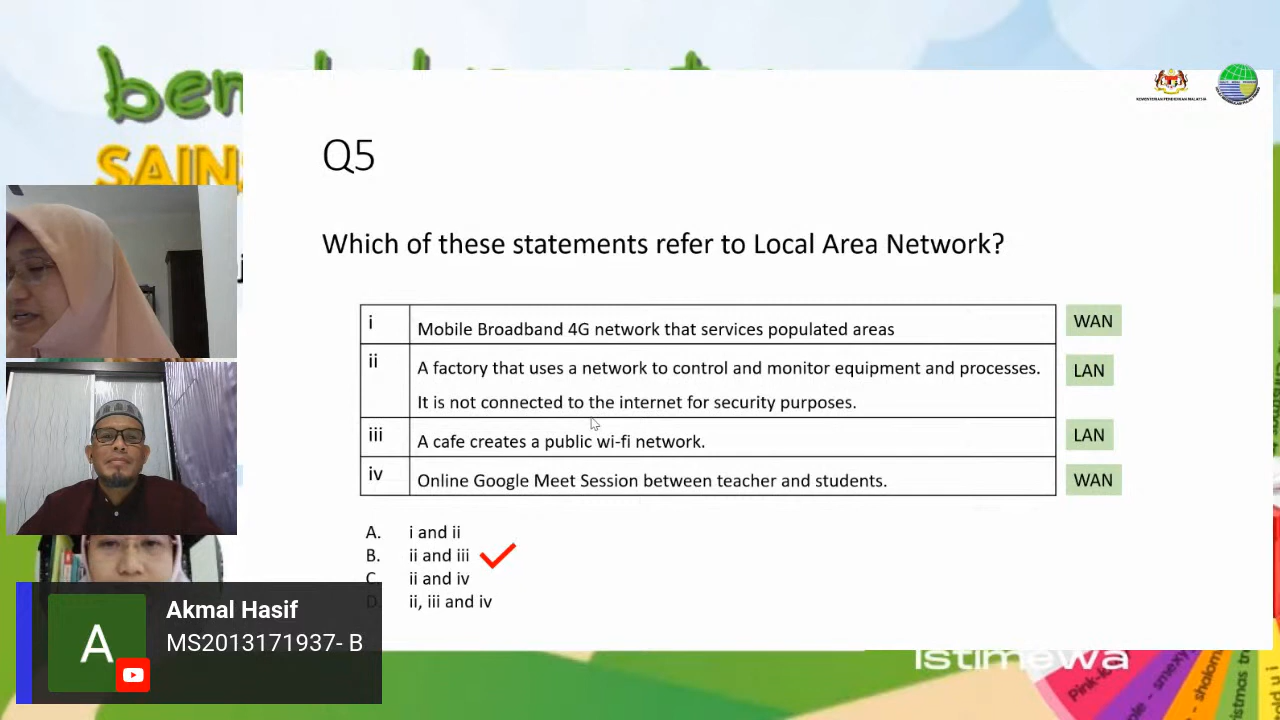 SAINS
KEMENTERIAN PENDIDIKAN MALAYSIA
Q5
Which of these statements refer to Local Area Network?
i Mobile Broadband 4G network that services populated areas WAN
ii A factory that uses a network to control and monitor equipment and processes. LAN
It is not connected to the internet for security purposes.
iii A cafe creates a public wi-fi network. LAN
iv Online Google Meet Session between teacher and students. WAN
A. i and ii
B. ii and iii
C. ii and iv
D. ii, iii and iv
A
Akmal Hasif
MS2013171937- B
istimewa